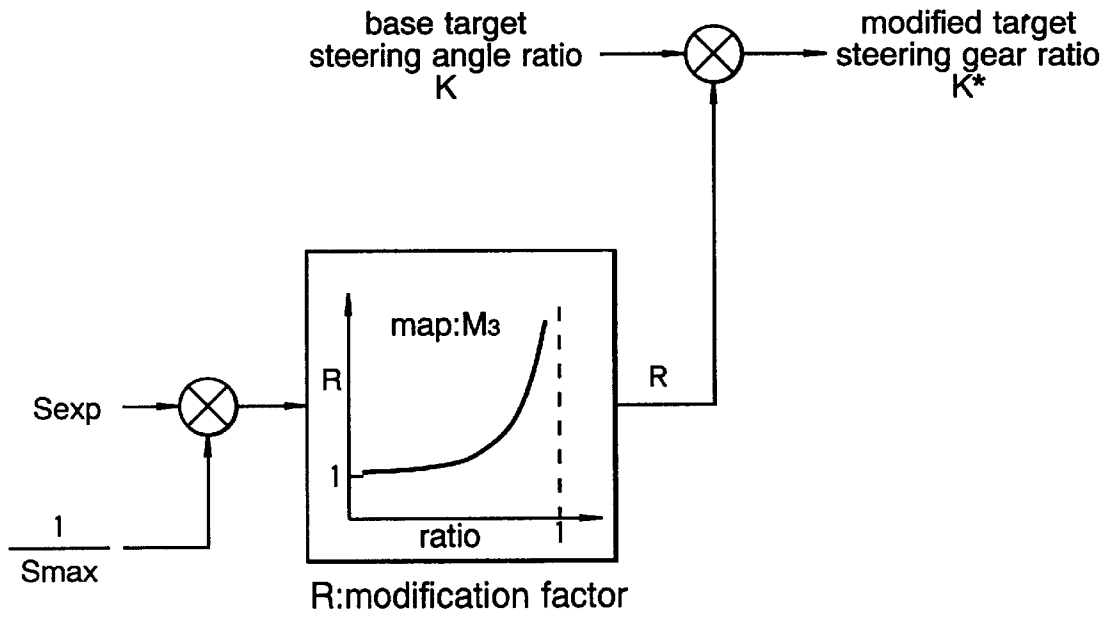 base target
steering angle ratio
K
modified target
steering gear ratio
K*
map:M3
R
1
ratio
1
R
Sexp
1
Smax
R:modification factor